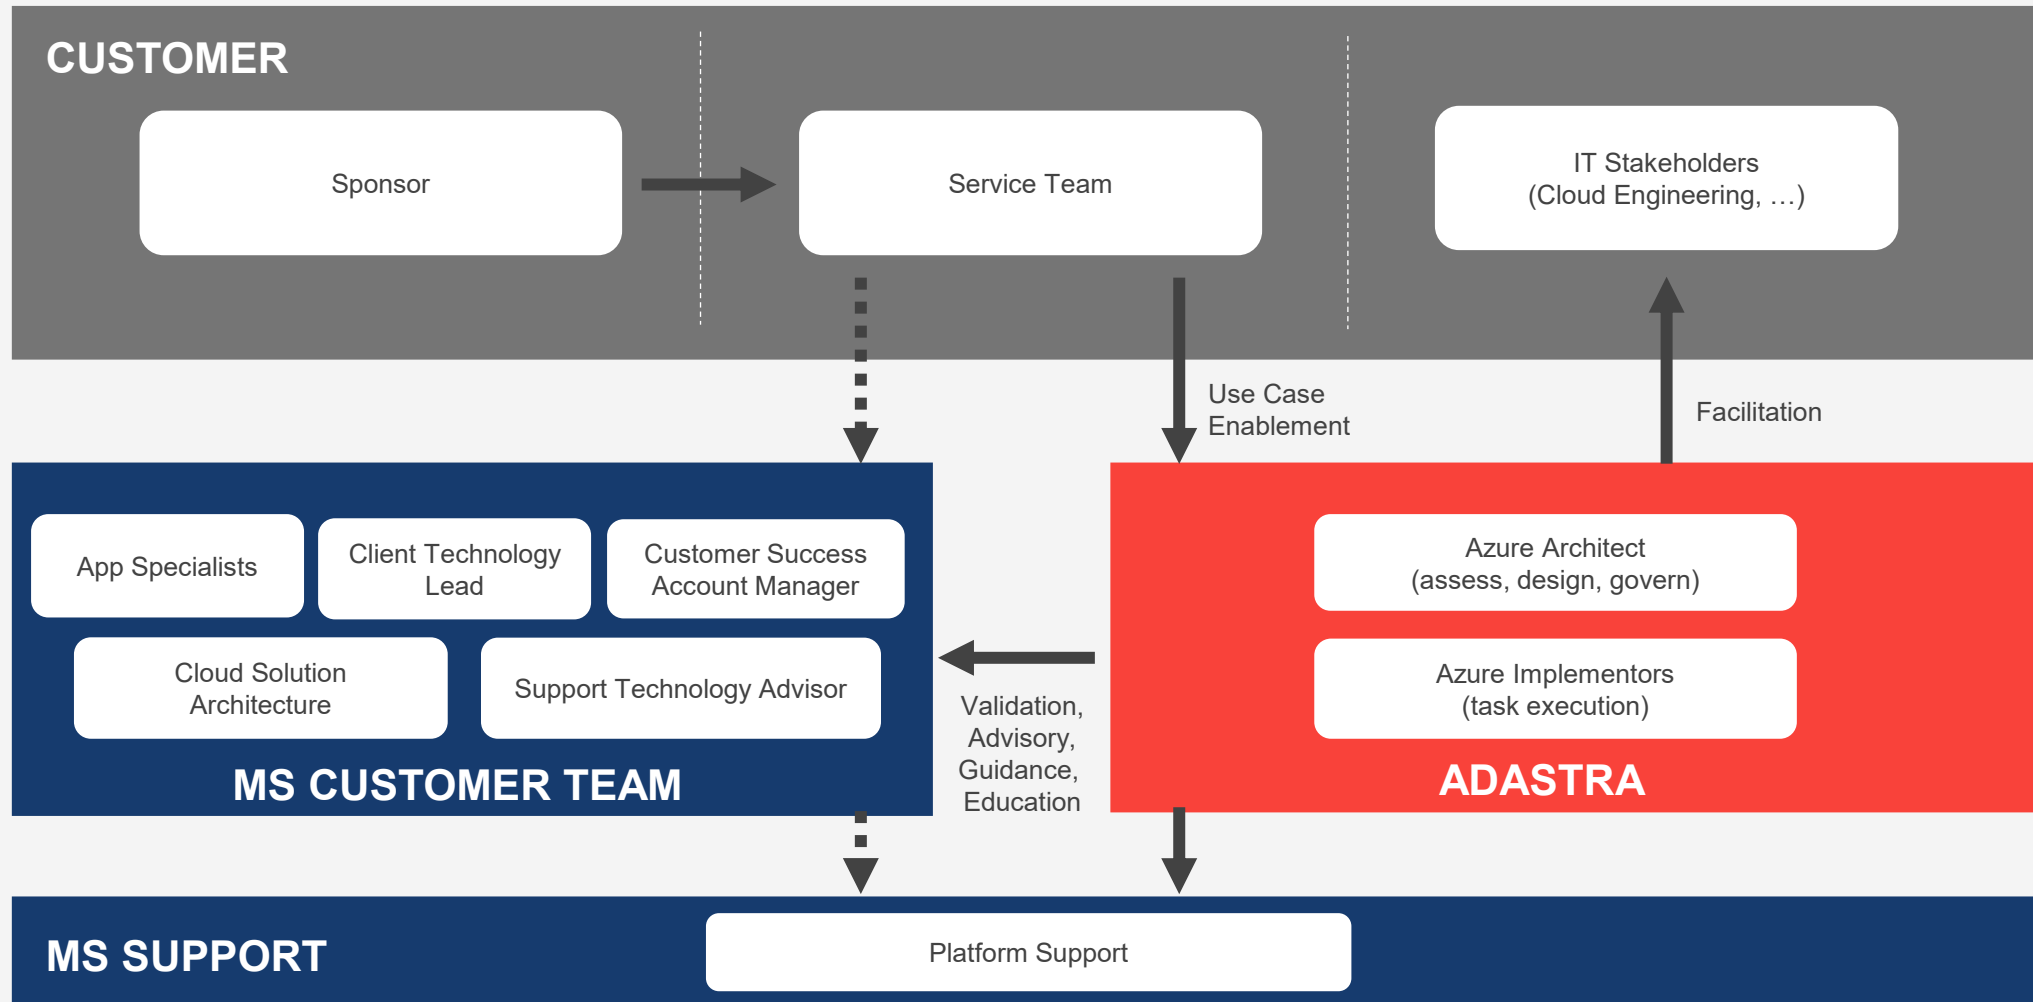 CUSTOMER
Sponsor
Service Team
IT Stakeholders
(Cloud Engineering, …)
Use Case
Enablement
Facilitation
App Specialists
Client Technology
Lead
Customer Success
Account Manager
Cloud Solution
Architecture
Support Technology Advisor
MS CUSTOMER TEAM
Validation,
Advisory,
Guidance,
Education
Azure Architect
(assess, design, govern)
Azure Implementors
(task execution)
ADASTRA
MS SUPPORT
Platform Support